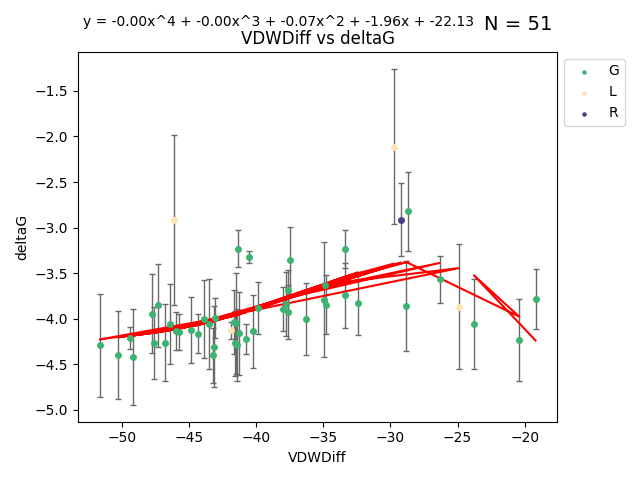 y = -0.00x^4 + -0.00x^3 + -0.07x^2 + -1.96x + -22.13 N = 51
VDWDiff vs deltaG
G
L
R
deltaG
−1.5
−2.0
−2.5
−3.0
−3.5
−4.0
−4.5
−5.0
−50 −45 −40 −35 −30 −25 −20
VDWDiff